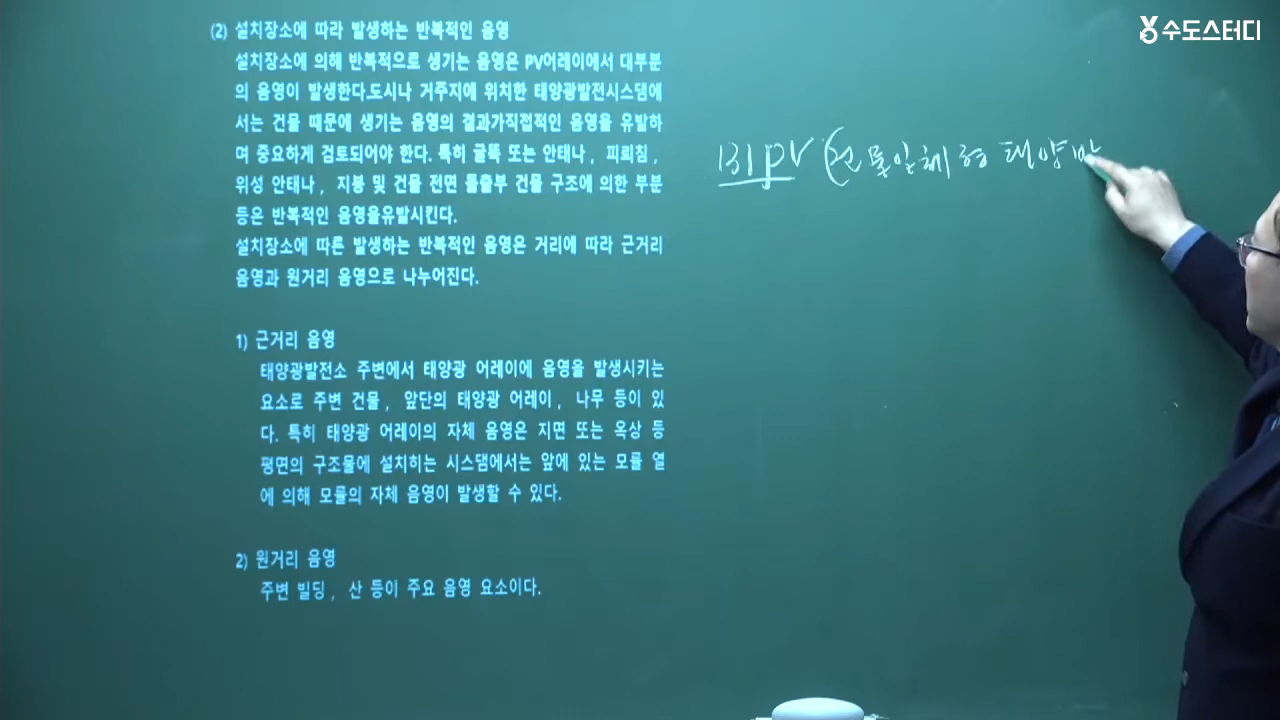 수도스터디
(2) 설치장소에 따라 발생하는 반복적인 음영
설치장소에 의해 반복적으로 생기는 음영은 PV어레이에서 대부분
의 음영이 발생한다.도시나 거주지에 위치한 태양광발전시스댐에
서는 건물 때문에 생기는 음영의 결과가직접적인 음영을 유발하
며 중요하게 검토되어야 한다. 특히 굴뚝 또는 안태나, 피뢰침,
위성 안태나, 지붕 및 건물 전면 돌출부 건물 구조에 의한 부분
등은 반복적인 음영을유발시킨다.
설치장소에 따른 발생하는 반복적인 음영은 거리에 따라 근거리
음영과 원거리 음영으로 나누어진다.
1) 근거리 음영
태양광발전소 주변에서 태양광 어레이에 음영을 발생시키는
요소로 주변 건물, 앞단의 태양광 어레이, 나무 등이 있
다. 특히 태양광 어레이의 자체 음영은 지면 또는 옥상 등
평면의 구조물에 설치히는 시스댐에서는 앞에 있는 모률 열
에 의해 모률의 자체 음영이 발생할 수 있다.
2) 원거리 음영
주변 빌딩, 산 등이 주요 음영 요소이다.
BIPV (건물일체형 태양